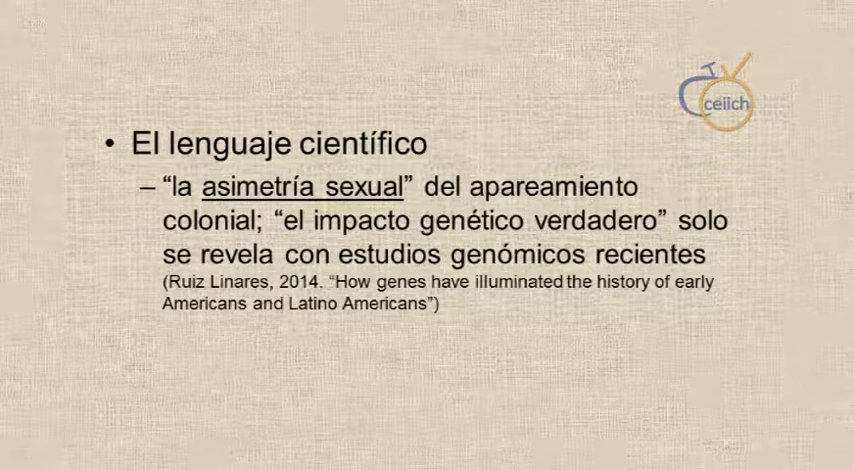 TV
ceiich
• El lenguaje científico
– “la asimetría sexual” del apareamiento
colonial; “el impacto genético verdadero” solo
se revela con estudios genómicos recientes
(Ruiz Linares, 2014. “How genes have illuminated the history of early
Americans and Latino Americans”)